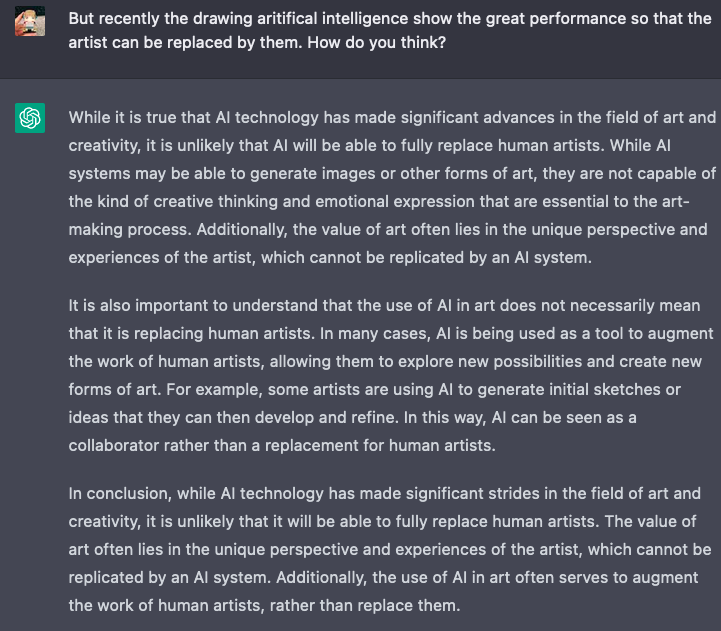 But recently the drawing aritifical intelligence show the great performance so that the
artist can be replaced by them. How do you think?
While it is true that AI technology has made significant advances in the field of art and
creativity, it is unlikely that AI will be able to fully replace human artists. While AI
systems may be able to generate images or other forms of art, they are not capable of
the kind of creative thinking and emotional expression that are essential to the art-
making process. Additionally, the value of art often lies in the unique perspective and
experiences of the artist, which cannot be replicated by an AI system.
It is also important to understand that the use of AI in art does not necessarily mean
that it is replacing human artists. In many cases, AI is being used as a tool to augment
the work of human artists, allowing them to explore new possibilities and create new
forms of art. For example, some artists are using AI to generate initial sketches or
ideas that they can then develop and refine. In this way, AI can be seen as a
collaborator rather than a replacement for human artists.
In conclusion, while AI technology has made significant strides in the field of art and
creativity, it is unlikely that it will be able to fully replace human artists. The value of
art often lies in the unique perspective and experiences of the artist, which cannot be
replicated by an AI system. Additionally, the use of AI in art often serves to augment
the work of human artists, rather than replace them.